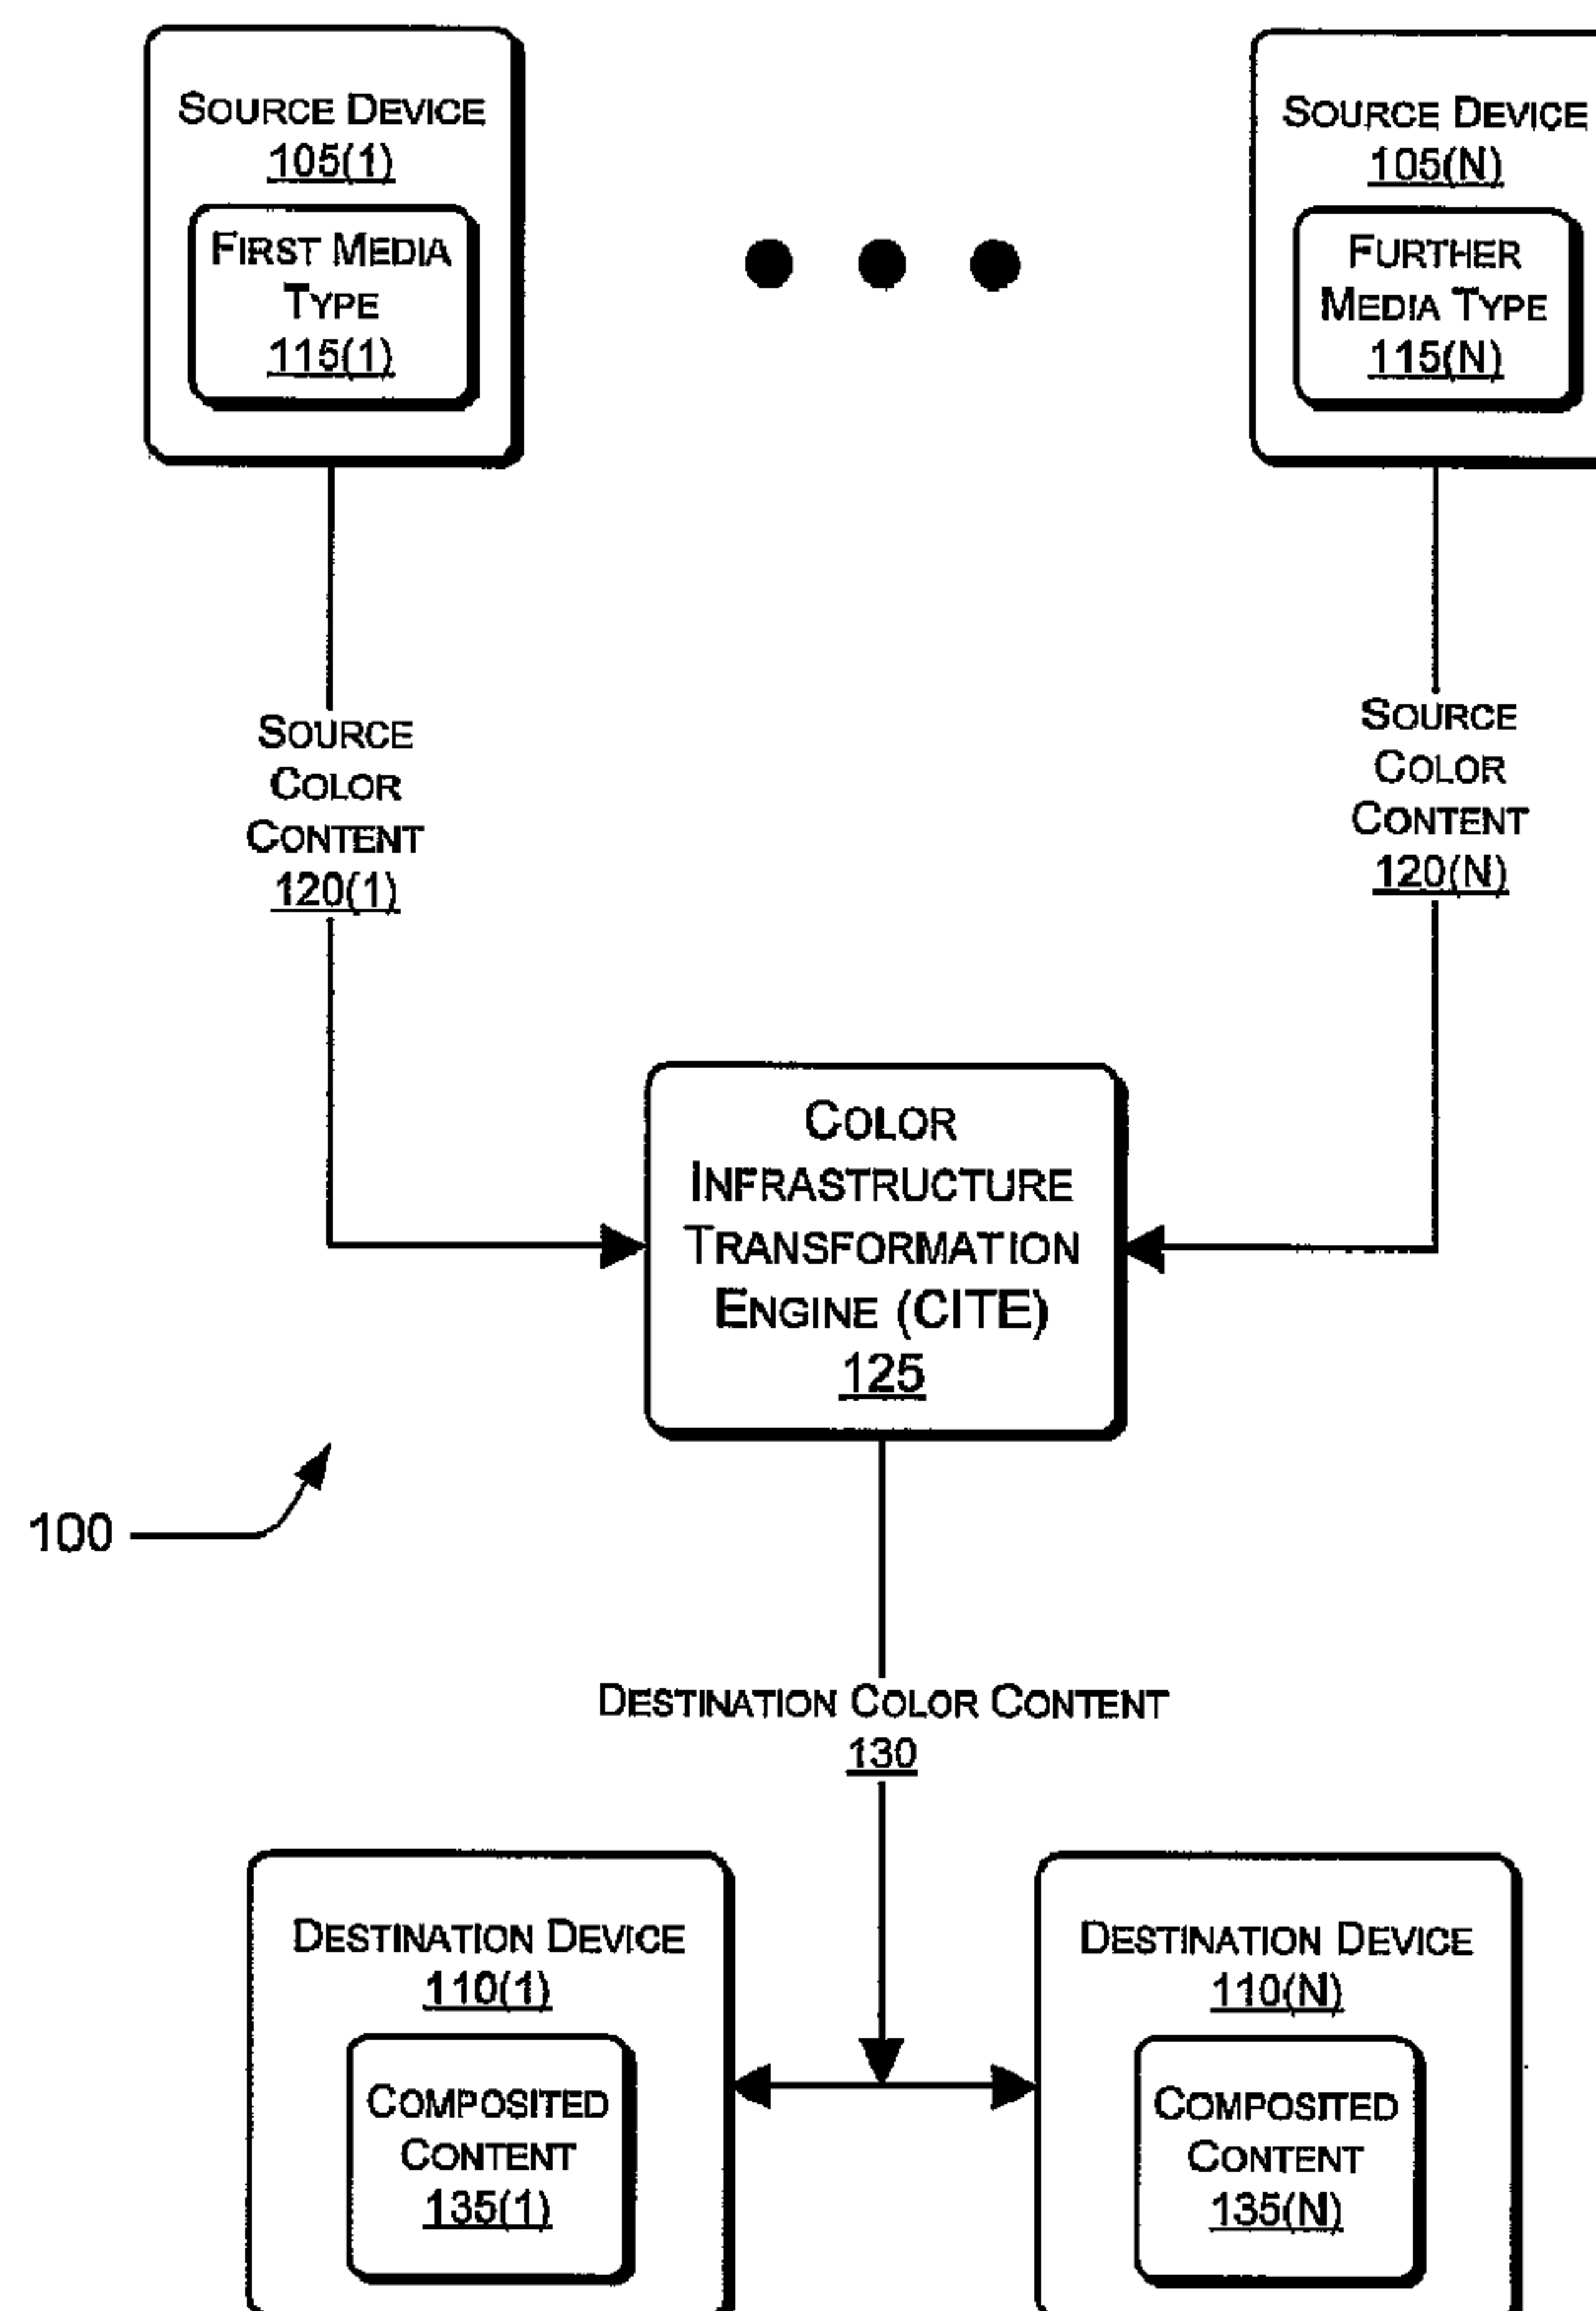 SOURCE DEVICE
105(1)
FIRST MEDIA
TYPE
115(1)
SOURCE DEVICE
105(N)
FURTHER
MEDIA TYPE
115(N)
SOURCE
COLOR
CONTENT
120(1)
SOURCE
COLOR
CONTENT
120(N)
COLOR
INFRASTRUCTURE
TRANSFORMATION
ENGINE (CITE)
125
100
DESTINATION COLOR CONTENT
130
DESTINATION DEVICE
110(1)
COMPOSITED
CONTENT
135(1)
DESTINATION DEVICE
110(N)
COMPOSITED
CONTENT
135(N)